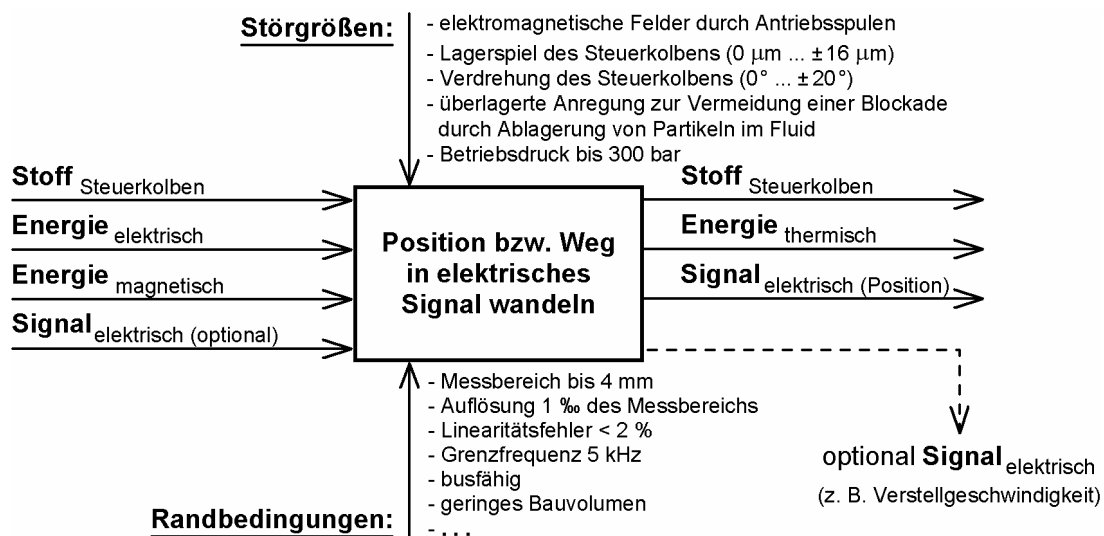 Störgrößen:
- elektromagnetische Felder durch Antriebsspulen
- Lagerspiel des Steuerkolbens (0 µm ... ±16 µm)
- Verdrehung des Steuerkolbens (0° ... ±20°)
- überlagerte Anregung zur Vermeidung einer Blockade
durch Ablagerung von Partikeln im Fluid
- Betriebsdruck bis 300 bar
Stoff Steuerkolben
Energie elektrisch
Energie magnetisch
Signal elektrisch (optional)
Position bzw. Weg
in elektrisches
Signal wandeln
Stoff Steuerkolben
Energie thermisch
Signal elektrisch (Position)
- Messbereich bis 4 mm
- Auflösung 1 ‰ des Messbereichs
- Linearitätsfehler < 2 %
- Grenzfrequenz 5 kHz
- busfähig
- geringes Bauvolumen
- ...
Randbedingungen:
optional Signal elektrisch
(z. B. Verstellgeschwindigkeit)